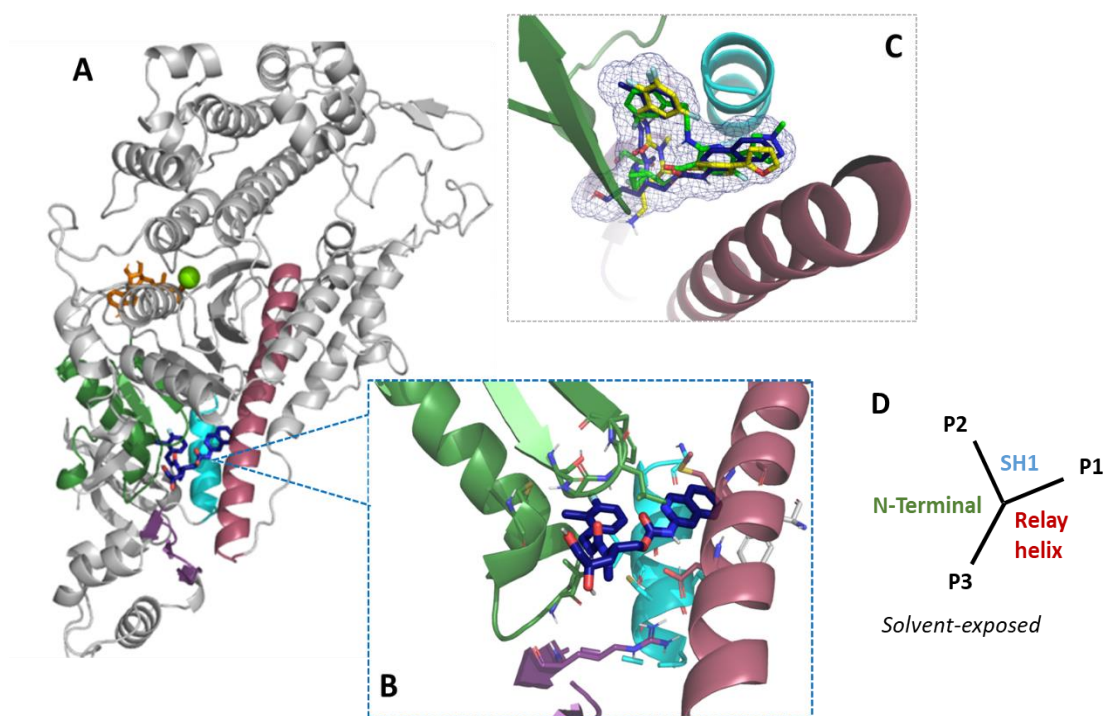 A
C
B
D
P2
SH1
P1
N-Terminal
Relay
helix
P3
Solvent-exposed